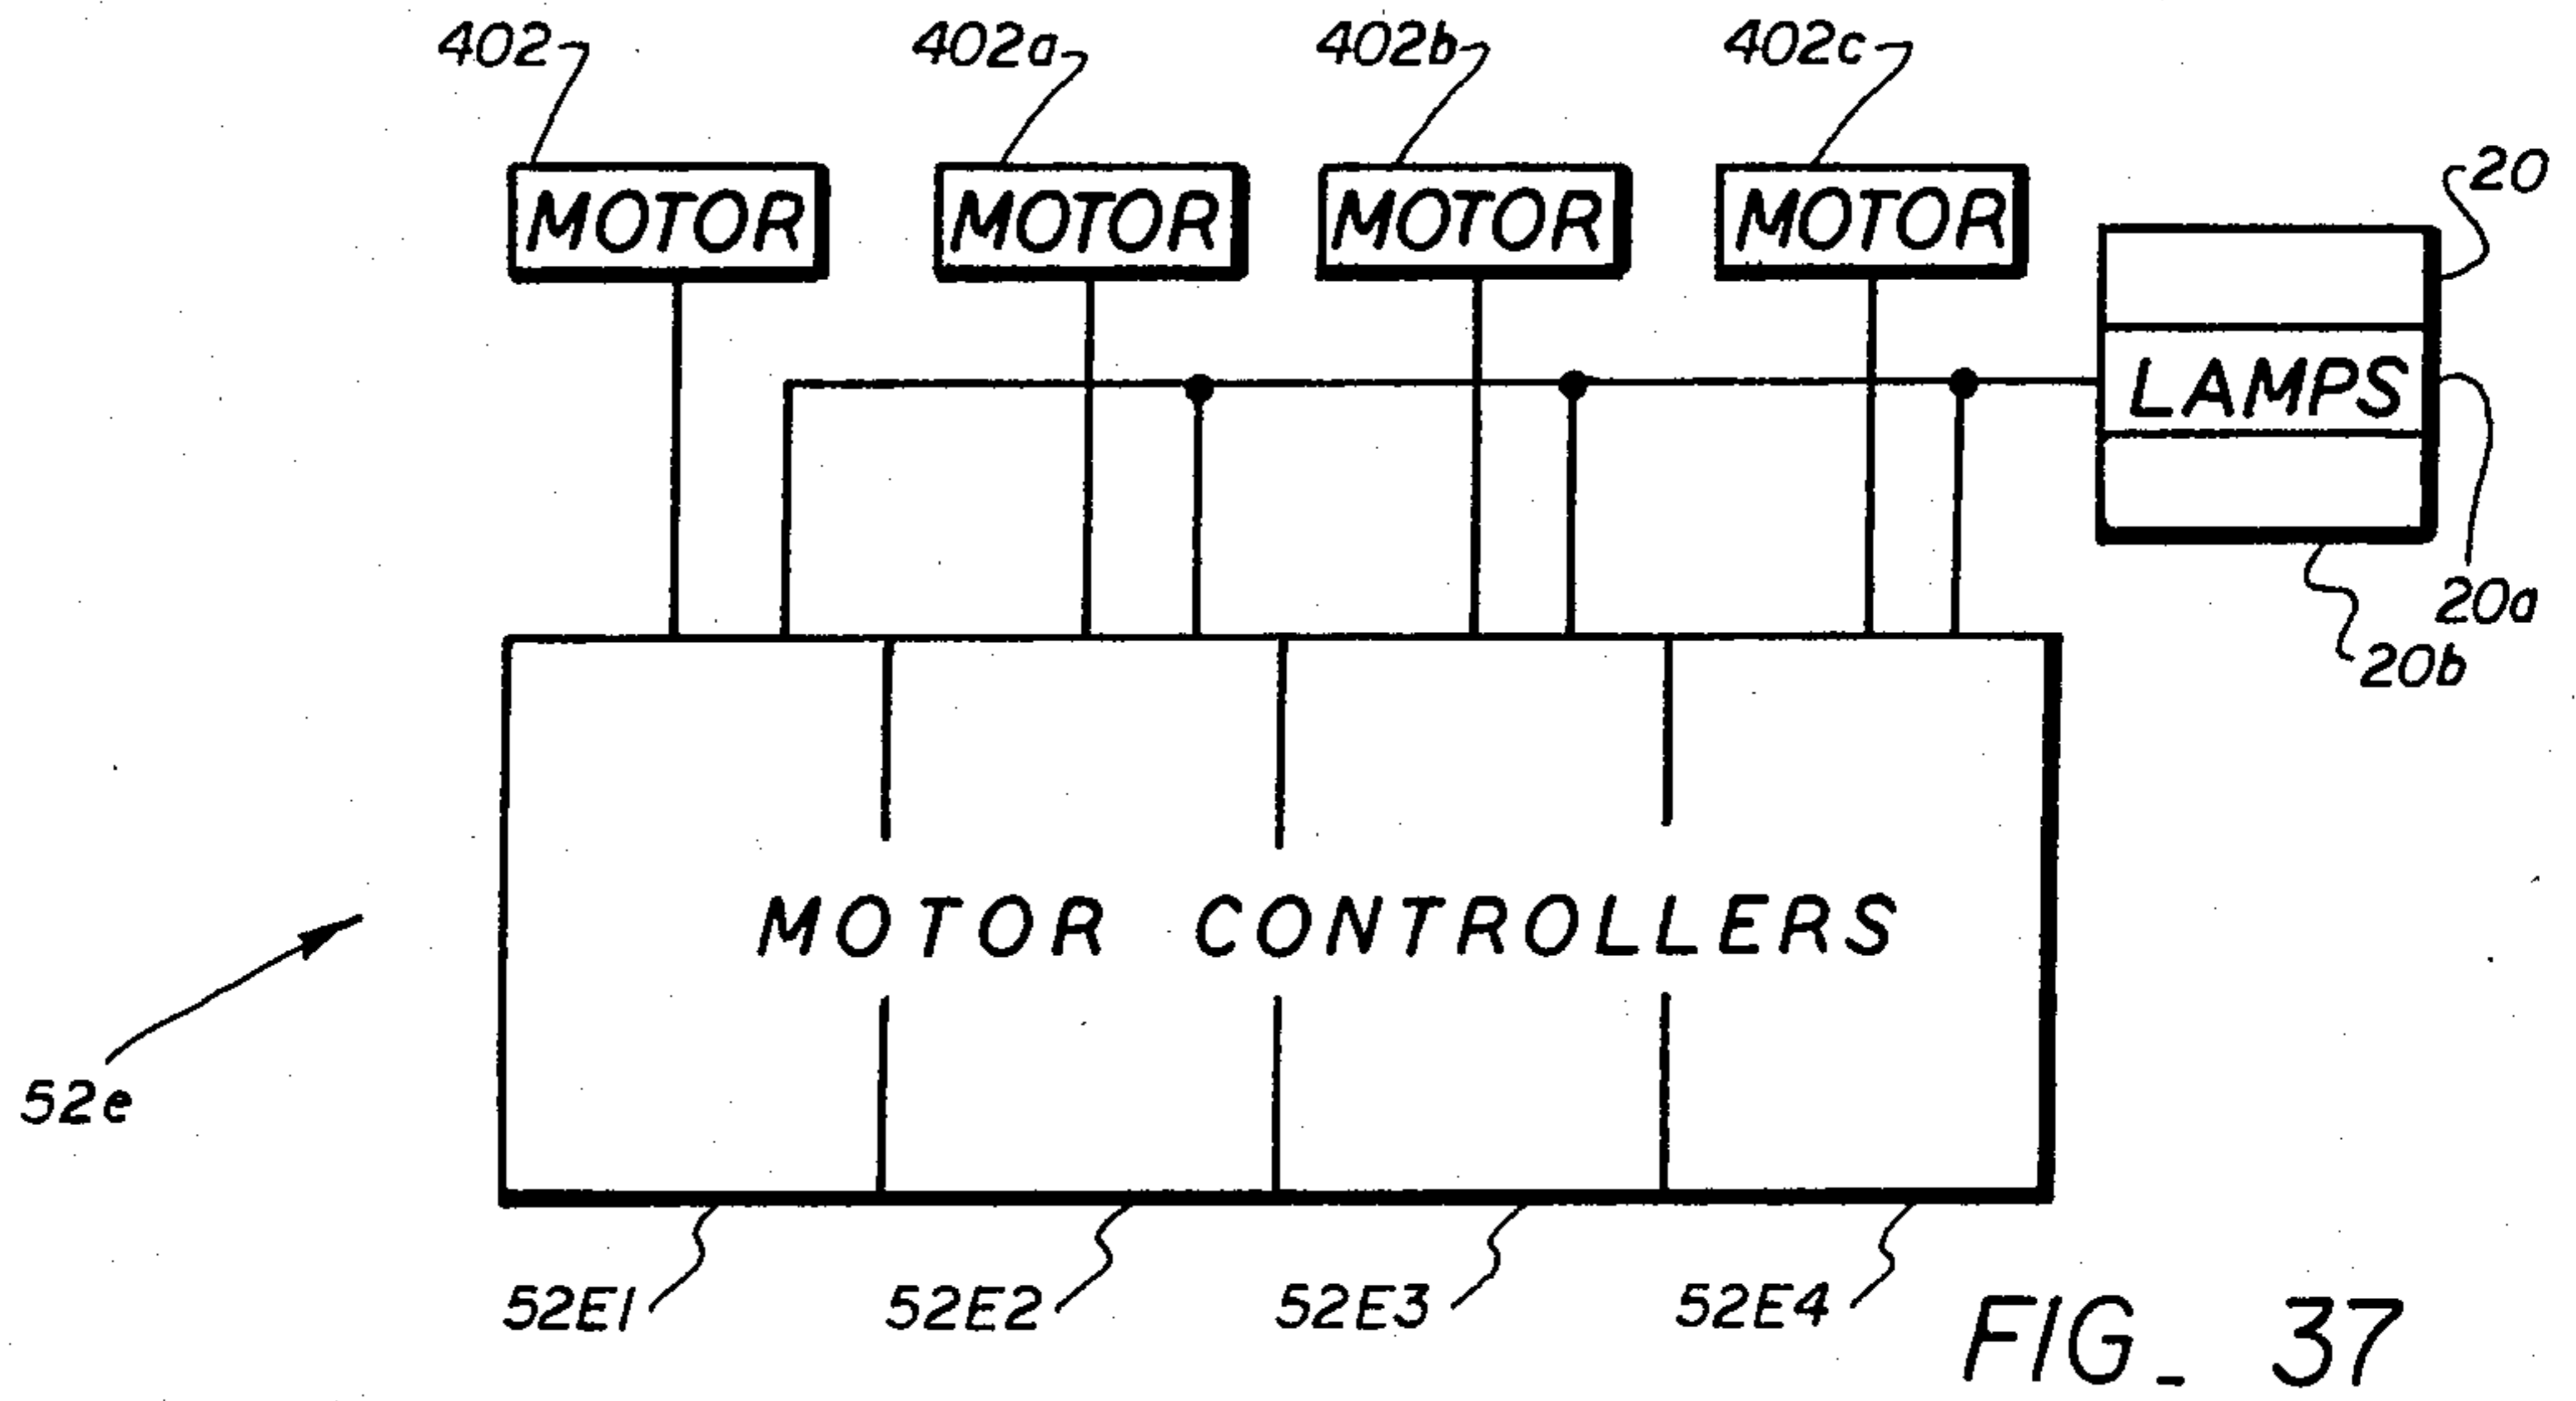 402 402a 402b 402c
MOTOR MOTOR MOTOR MOTOR
20
LAMPS
20a
20b
MOTOR CONTROLLERS
52e
52E1 52E2 52E3 52E4
FIG_ 37